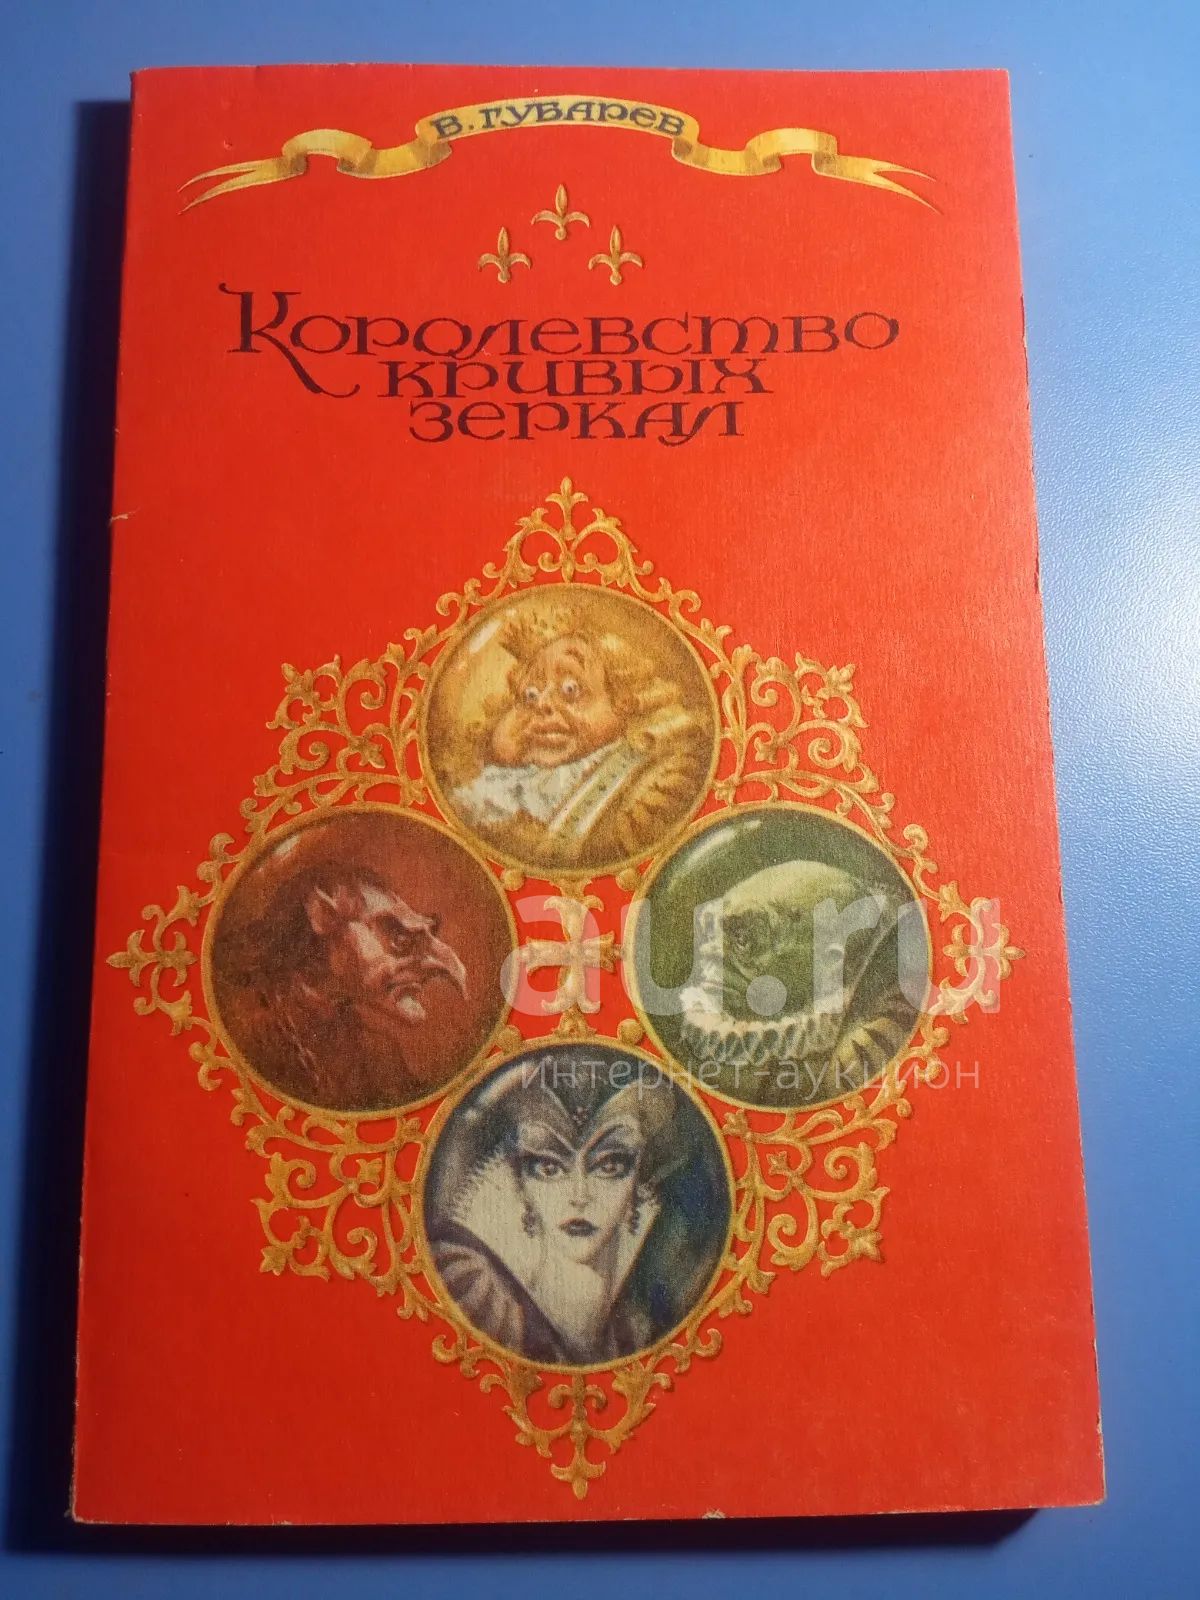 В. ГУБАРЕВ
Королевство
кривых
зеркал
au.ru
интернет-аукцион